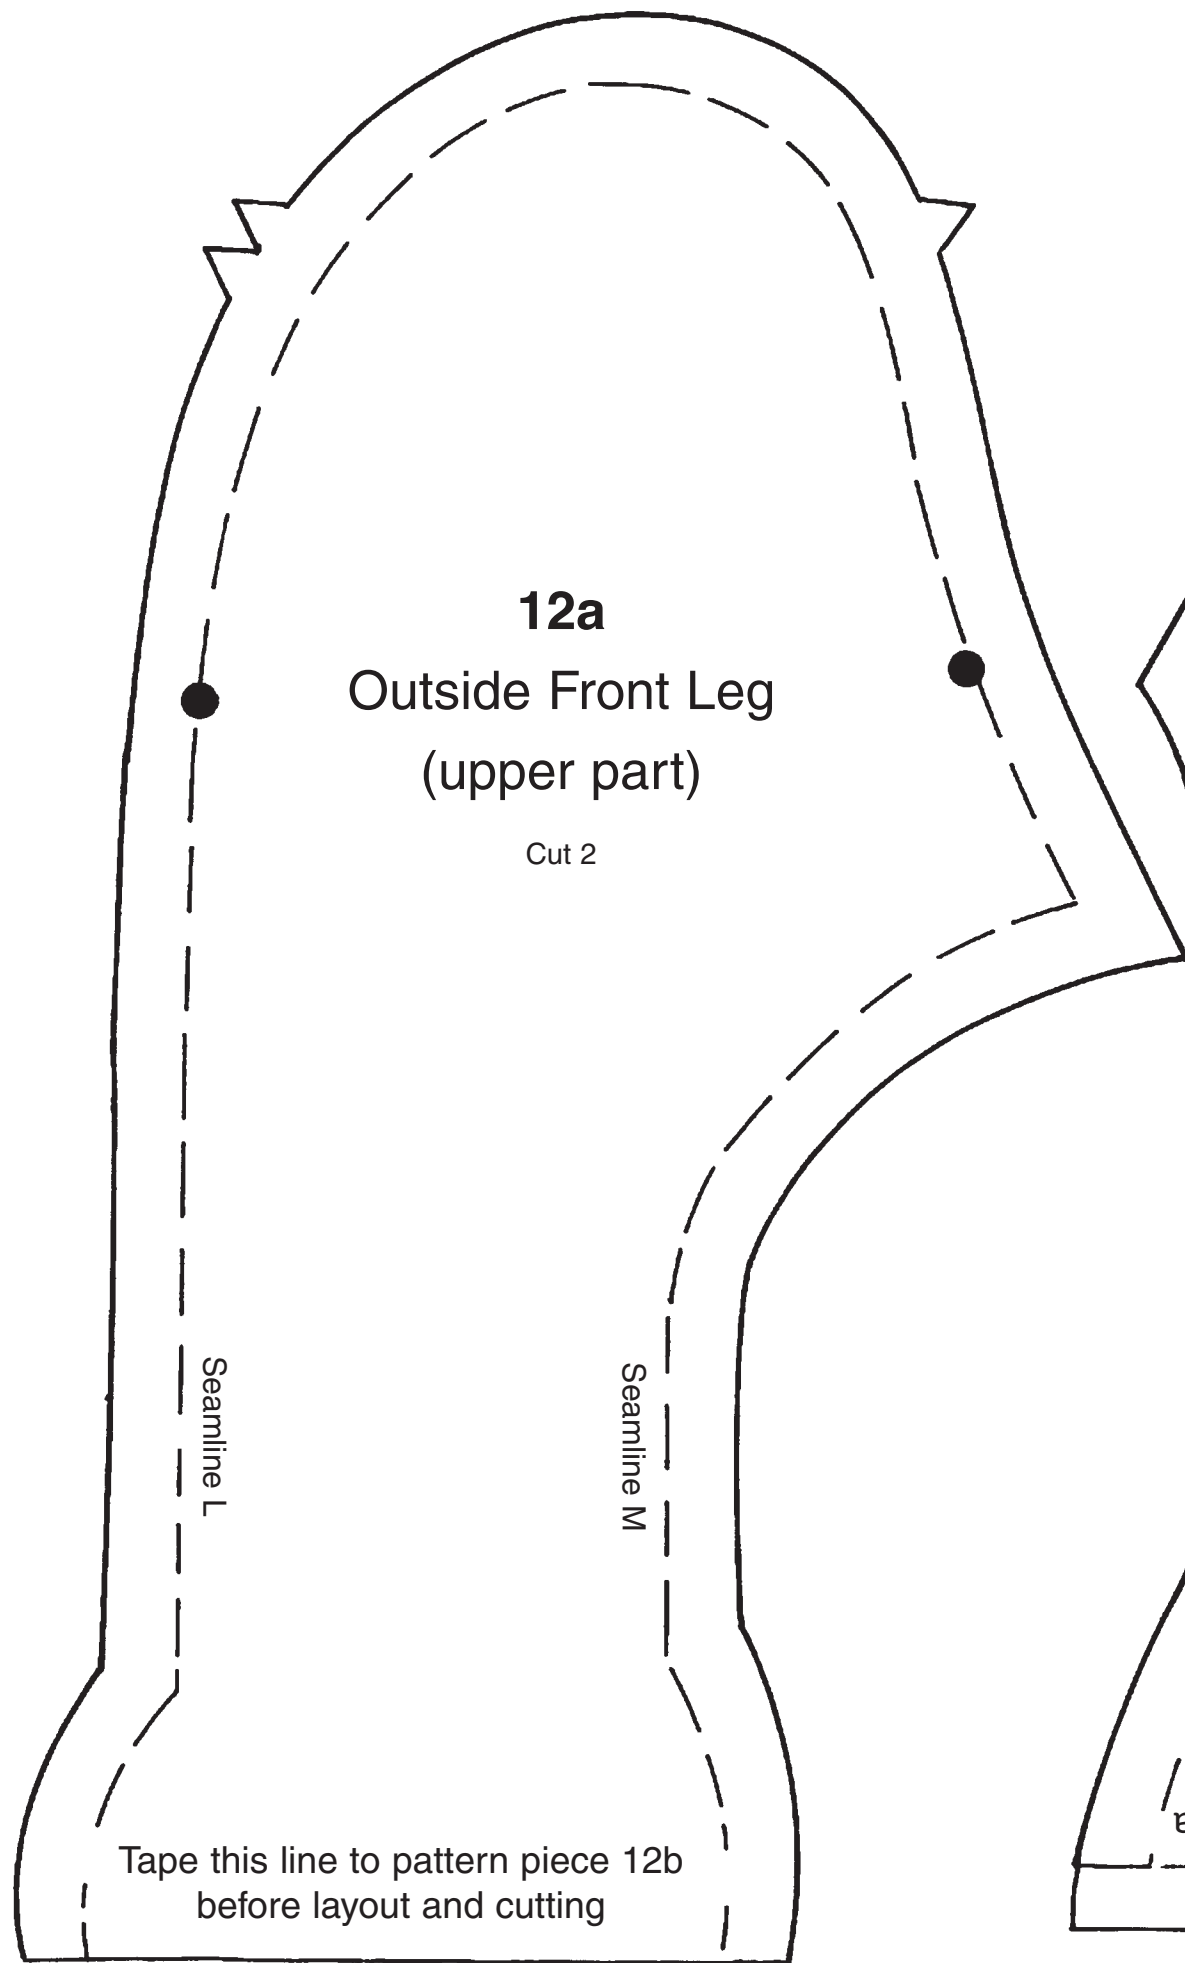 12a
Outside Front Leg
(upper part)
Cut 2
Seamline L
Seamline M
Tape this line to pattern piece 12b
before layout and cutting